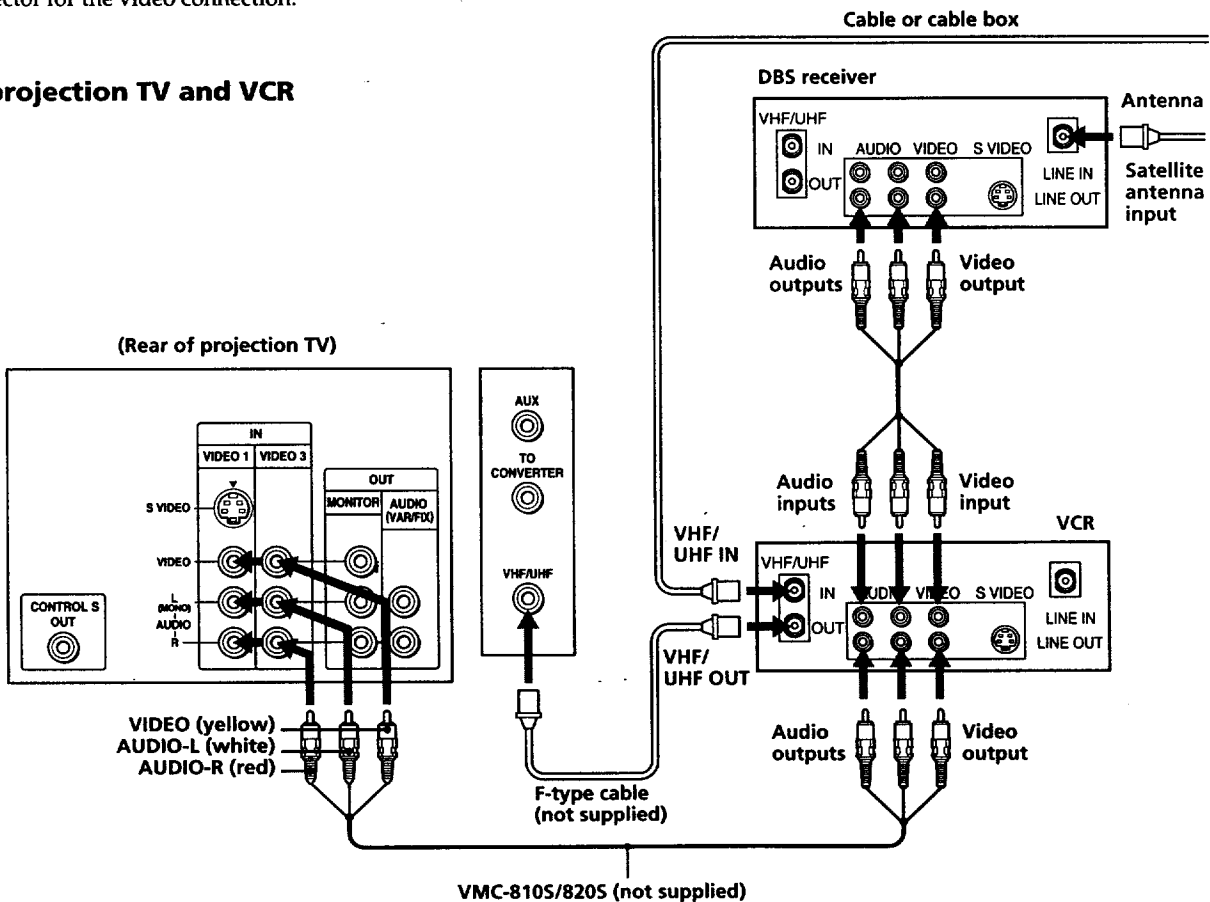 ector for the video connection.
Cable or cable box
projection TV and VCR
DBS receiver
Antenna
VHF/UHF
IN
AUDIO VIDEO S VIDEO
OUT
LINE IN
LINE OUT
Satellite
antenna
input
Audio
outputs
Video
output
(Rear of projection TV)
IN
VIDEO 1
VIDEO 3
S VIDEO
VIDEO
L
(MONO)
AUDIO
R
OUT
MONITOR
AUDIO
(VAR/FIX)
CONTROL S
OUT
AUX
TO
CONVERTER
VHF/UHF
Audio
inputs
Video
input
VCR
VHF/
UHF IN
VHF/UHF
IN
AUDIO VIDEO S VIDEO
OUT
LINE IN
LINE OUT
VHF/
UHF OUT
VIDEO (yellow)
AUDIO-L (white)
AUDIO-R (red)
Audio
outputs
Video
output
F-type cable
(not supplied)
VMC-810S/820S (not supplied)